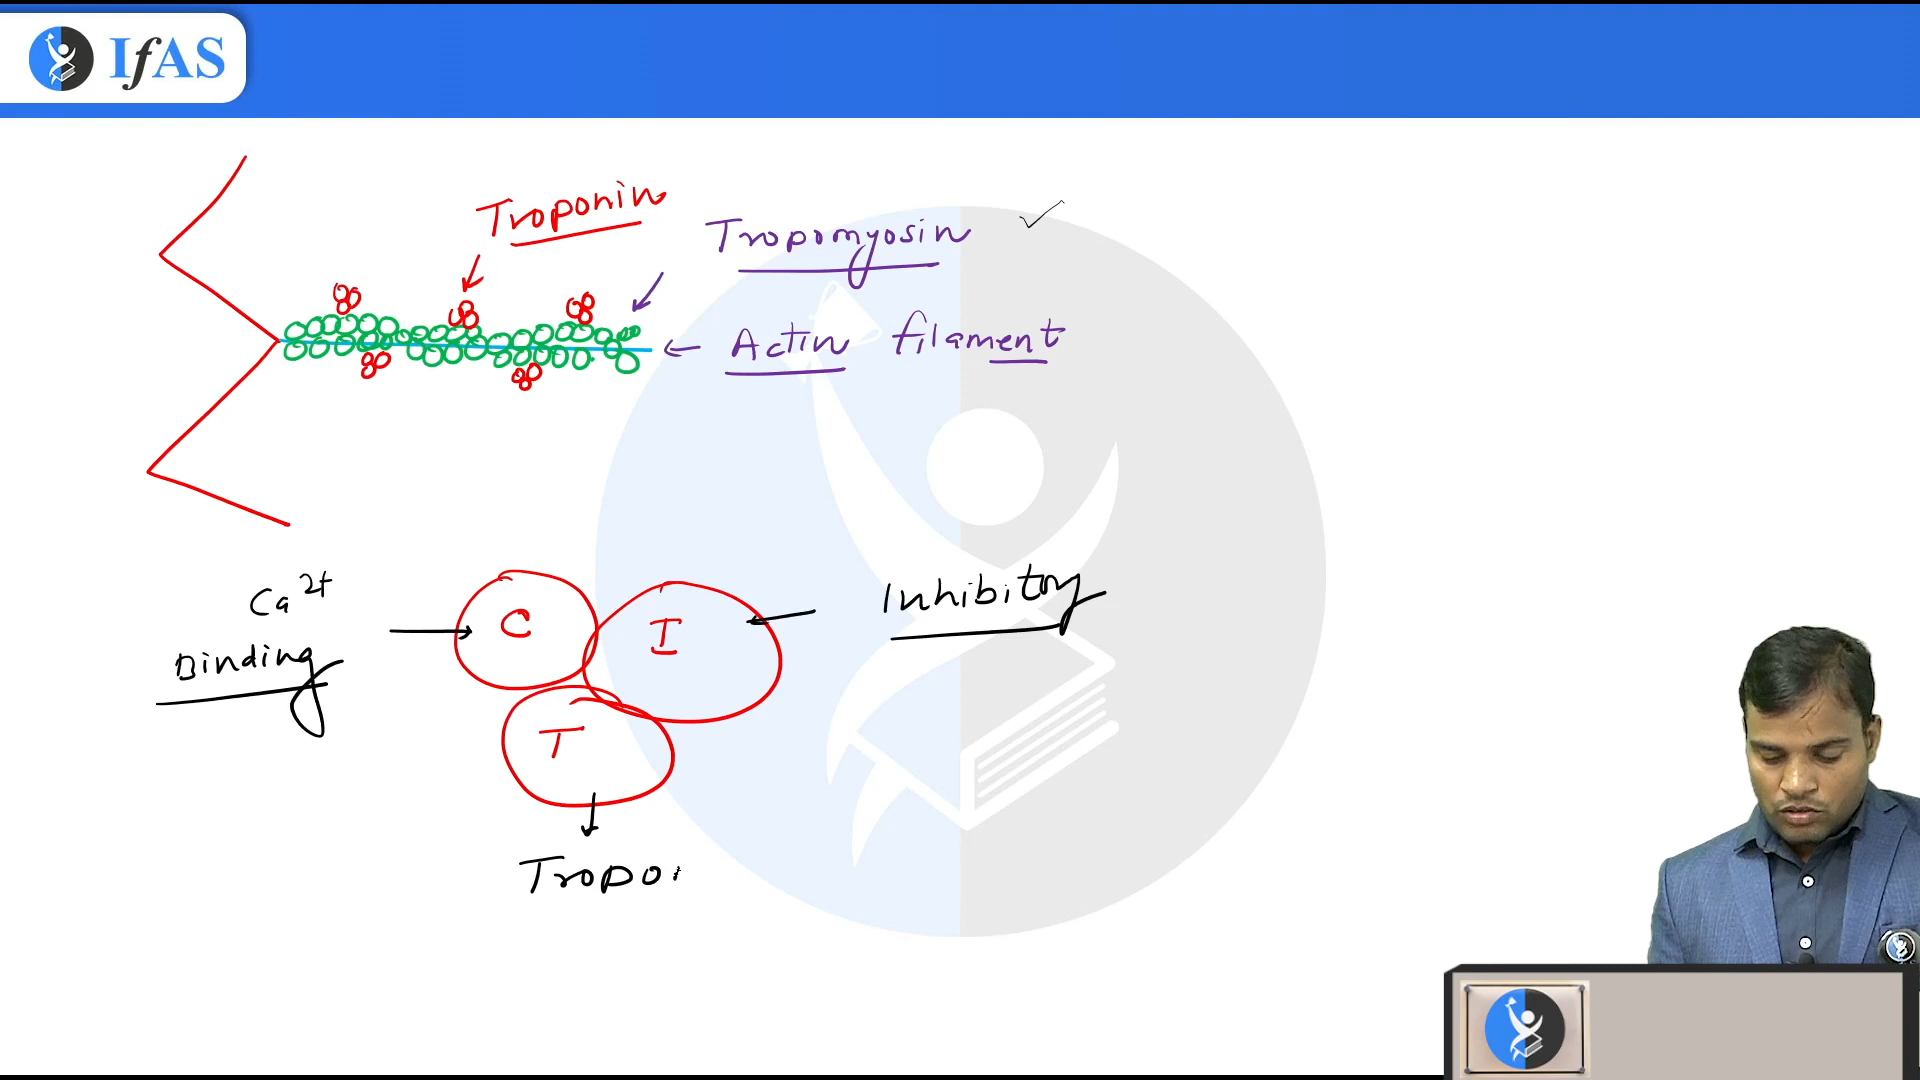 IfAS
Troponin
Tropomyosin
Actin filament
Ca2+
Binding
C
I
T
Inhibitory
Tropo